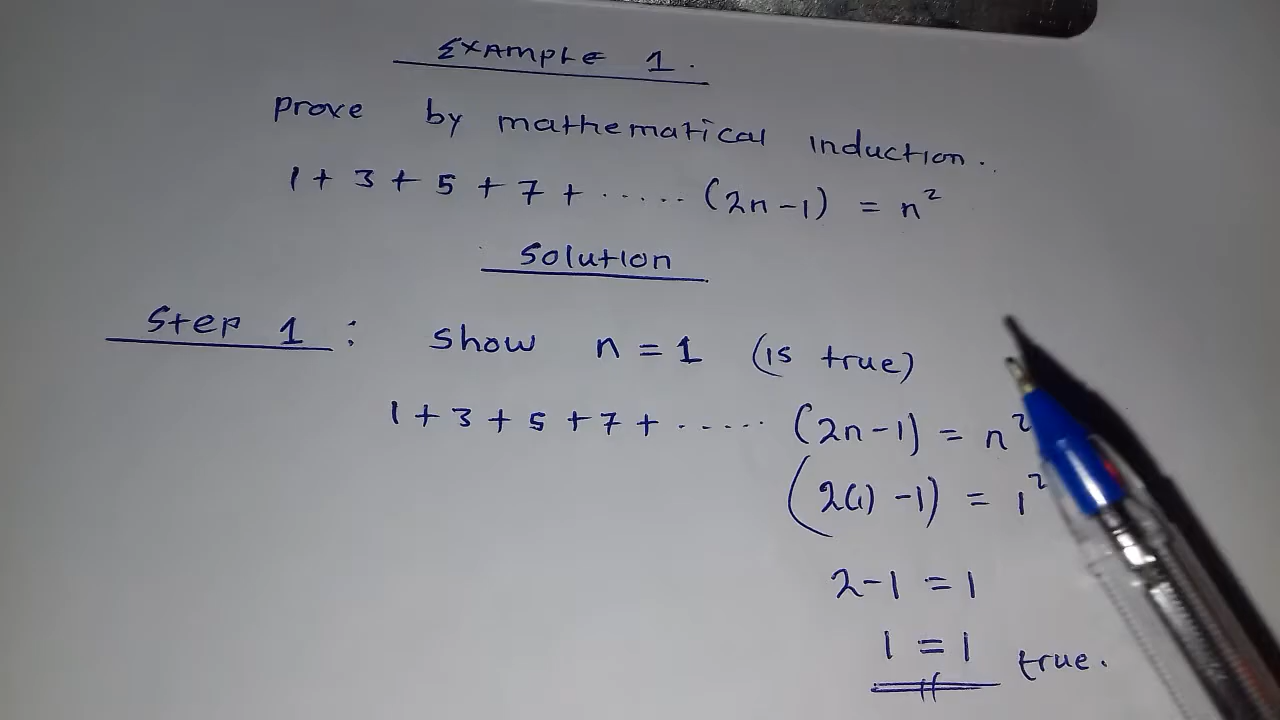 EXAMPLE 1.
Prove by mathematical induction.
1 + 3 + 5 + 7 + ..... (2n-1) = n²
Solution
Step 1 : Show n = 1 (is true)
1 + 3 + 5 + 7 + ..... (2n-1) = n²
(2(1) -1) = 1²
2-1 = 1
1 = 1 true.